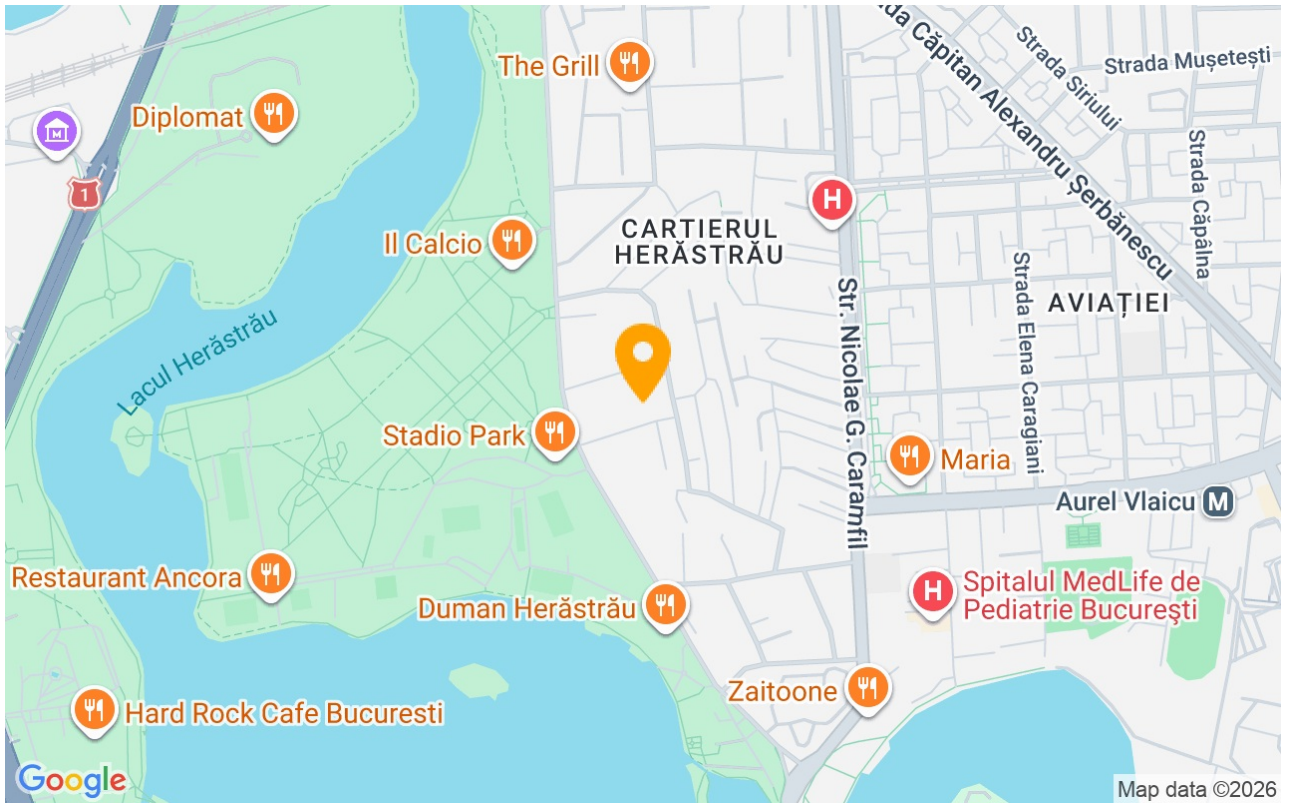 The Grill
Diplomat
1
M
Il Calcio
Lacul Herăstrău
CARTIERUL
HERĂSTRĂU
H
Str. Nicolae G. Caramfil
da Căpitan Alexandru Șerbănescu
Strada Siriului
Strada Mușetești
Strada Căpâlna
Strada Elena Caragiani
AVIAȚIEI
Stadio Park
Maria
Aurel Vlaicu M
Restaurant Ancora
Duman Herăstrău
H
Spitalul MedLife de
Pediatrie Bucureşti
Zaitoone
Hard Rock Cafe Bucuresti
Google
Map data ©2026